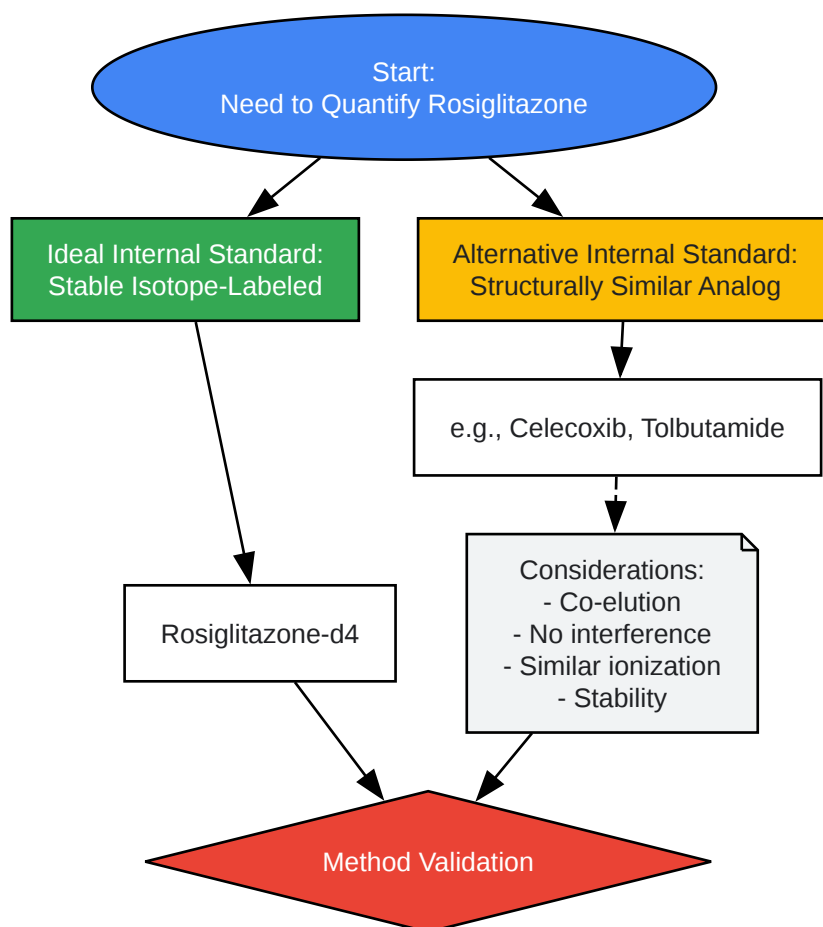 Start:
Need to Quantify Rosiglitazone
Ideal Internal Standard:
Stable Isotope-Labeled
Alternative Internal Standard:
Structurally Similar Analog
e.g., Celecoxib, Tolbutamide
Considerations:
- Co-elution
- No interference
- Similar ionization
- Stability
Rosiglitazone-d4
Method Validation